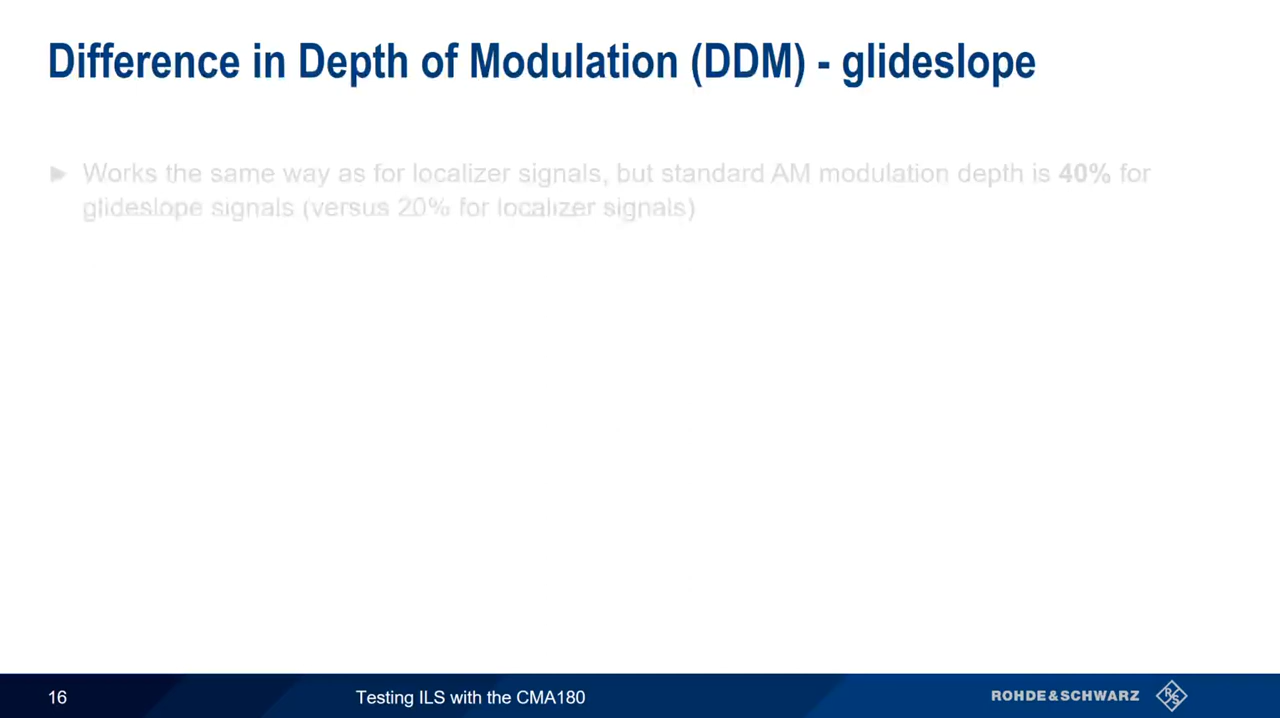 Difference in Depth of Modulation (DDM) - glideslope
► Works the same way as for localizer signals, but standard AM modulation depth is 40% for
glideslope signals (versus 20% for localizer signals)
16
Testing ILS with the CMA180
ROHDE&SCHWARZ
R&S